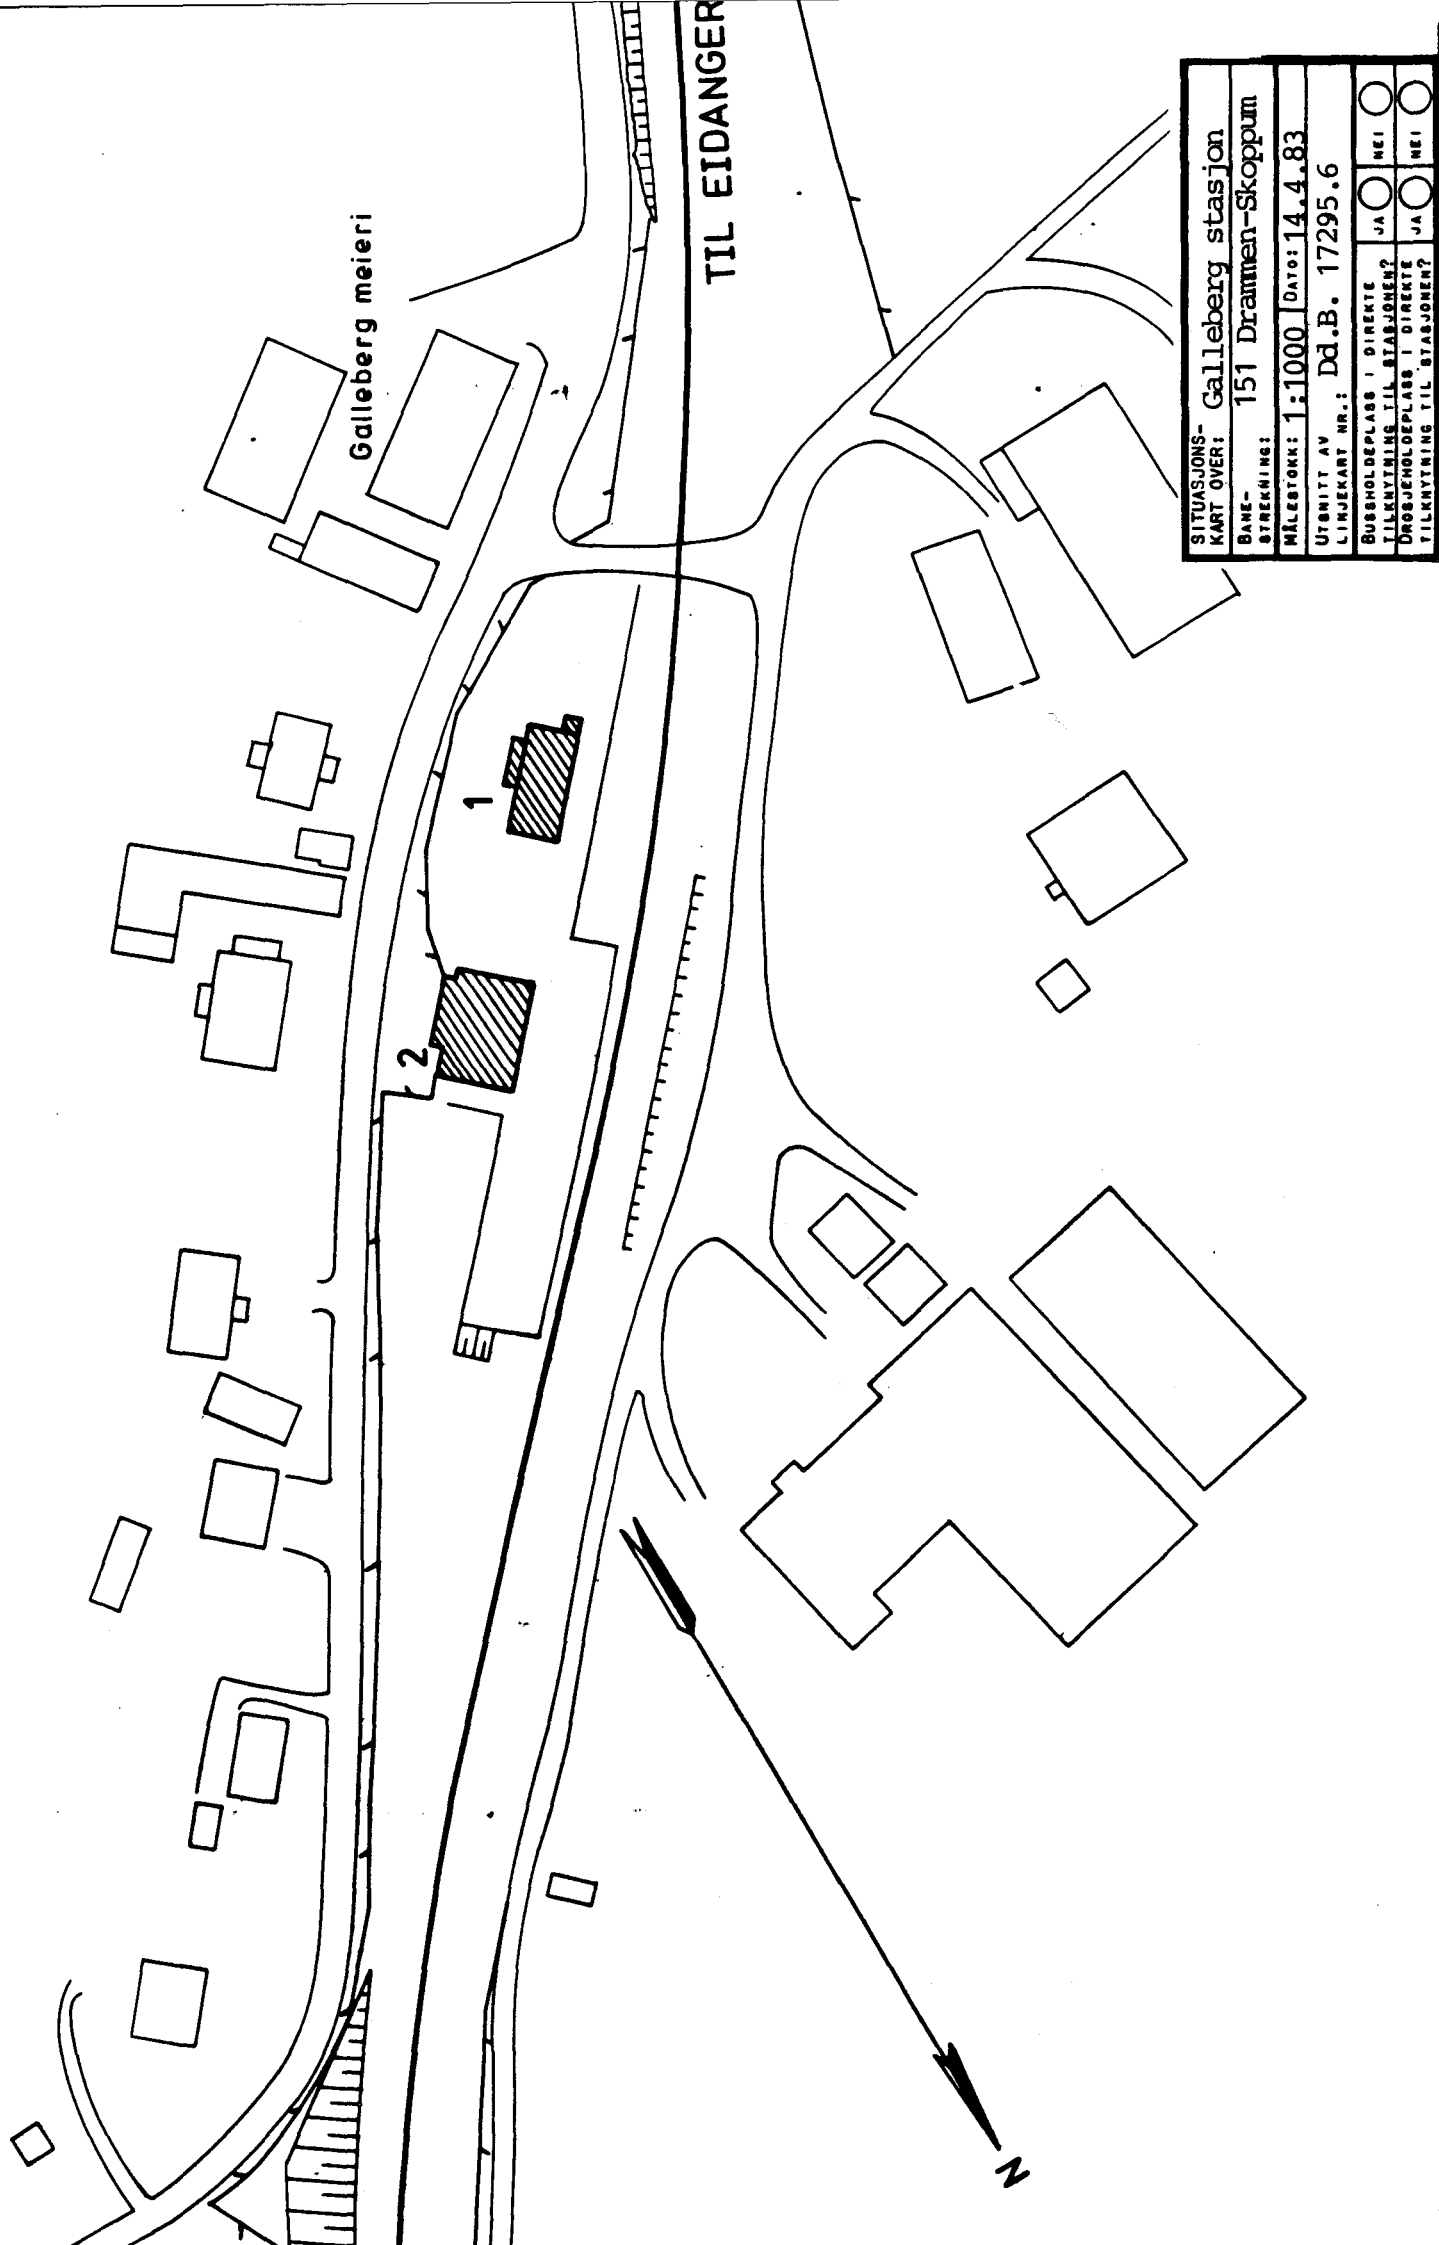 Galleberg meieri
TIL EIDANGER
1
2
N
SITUASJONS-
KART OVER: Galleberg stasjon
BANE-
STREKNING: 151 Drammen-Skoppum
MÅLESTOKK: 1:1000 DATO: 14.4.83
UTSNITT AV
LINJEKART NR.: Dd.B. 17295.6
BUSSHOLDEPLASS I DIREKTE
TILKNYTNING TIL STASJONEN? JA NEI
DROSJEHOLDEPLASS I DIREKTE
TILKNYTNING TIL STASJONEN? JA NEI